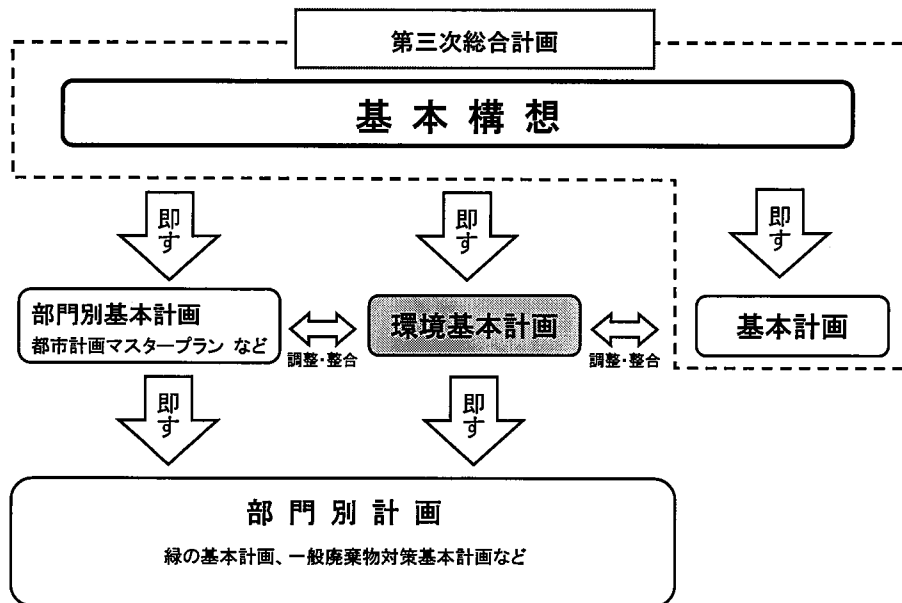 第三次総合計画
基本構想
即す
即す
即す
部門別基本計画
都市計画マスタープラン など
調整・整合
環境基本計画
調整・整合
基本計画
即す
即す
部門別計画
緑の基本計画、一般廃棄物対策基本計画など